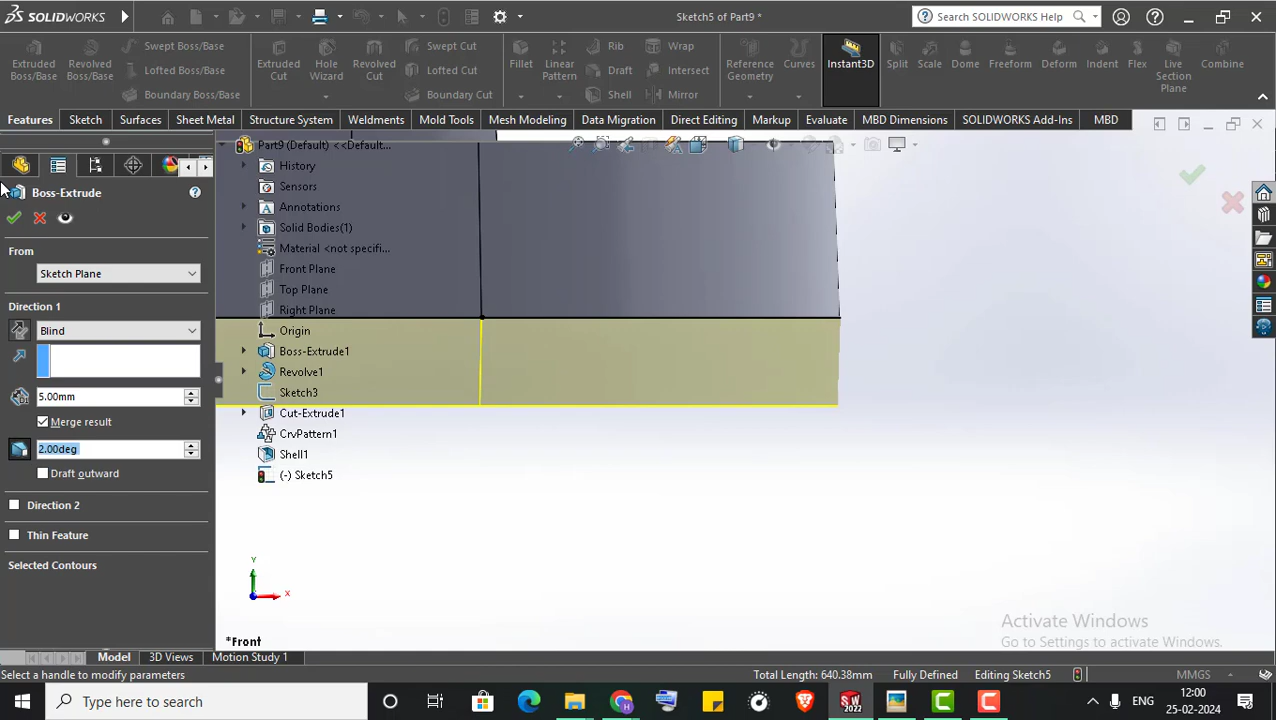 SOLIDWORKS
Sketch5 of Part9 *
Search SOLIDWORKS Help
Extruded Boss/Base
Revolved Boss/Base
Swept Boss/Base
Lofted Boss/Base
Boundary Boss/Base
Extruded Cut
Hole Wizard
Revolved Cut
Swept Cut
Lofted Cut
Boundary Cut
Fillet
Linear Pattern
Rib
Draft
Shell
Wrap
Intersect
Mirror
Reference Geometry
Curves
Instant3D
Split
Scale
Dome
Freeform
Deform
Indent
Flex
Live Section Plane
Combine
Features
Sketch
Surfaces
Sheet Metal
Structure System
Weldments
Mold Tools
Mesh Modeling
Data Migration
Direct Editing
Markup
Evaluate
MBD Dimensions
SOLIDWORKS Add-Ins
MBD
Boss-Extrude
From
Sketch Plane
Direction 1
Blind
5.00mm
Merge result
2.00deg
Draft outward
Direction 2
Thin Feature
Selected Contours
Part9 (Default) <<Default...
History
Sensors
Annotations
Solid Bodies(1)
Material <not specifi...
Front Plane
Top Plane
Right Plane
Origin
Boss-Extrude1
Revolve1
Sketch3
Cut-Extrude1
CrvPattern1
Shell1
(-) Sketch5
Y
X
*Front
Activate Windows
Go to Settings to activate Windows.
Model
3D Views
Motion Study 1
Select a handle to modify parameters
Total Length: 640.38mm
Fully Defined
Editing Sketch5
MMGS
Type here to search
SW
2022
ENG
12:00
25-02-2024